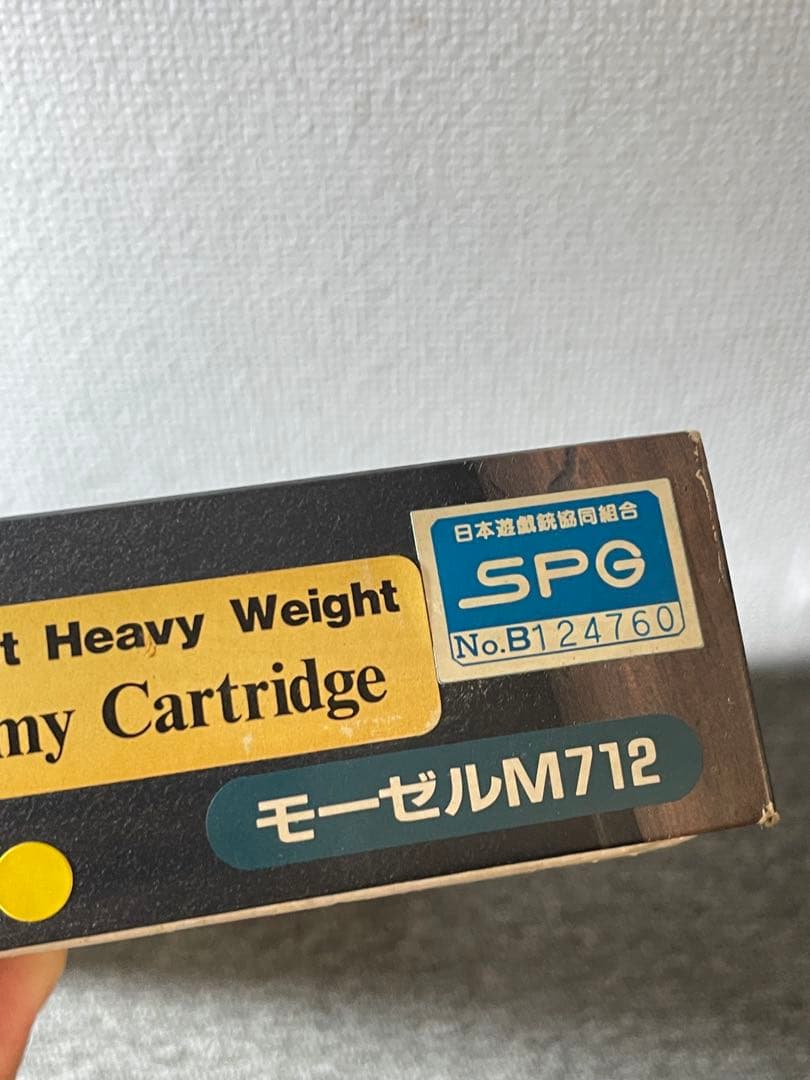 日本遊戯銃協同組合
SPG
No.B124760
t Heavy Weight
my Cartridge
モーゼルM712